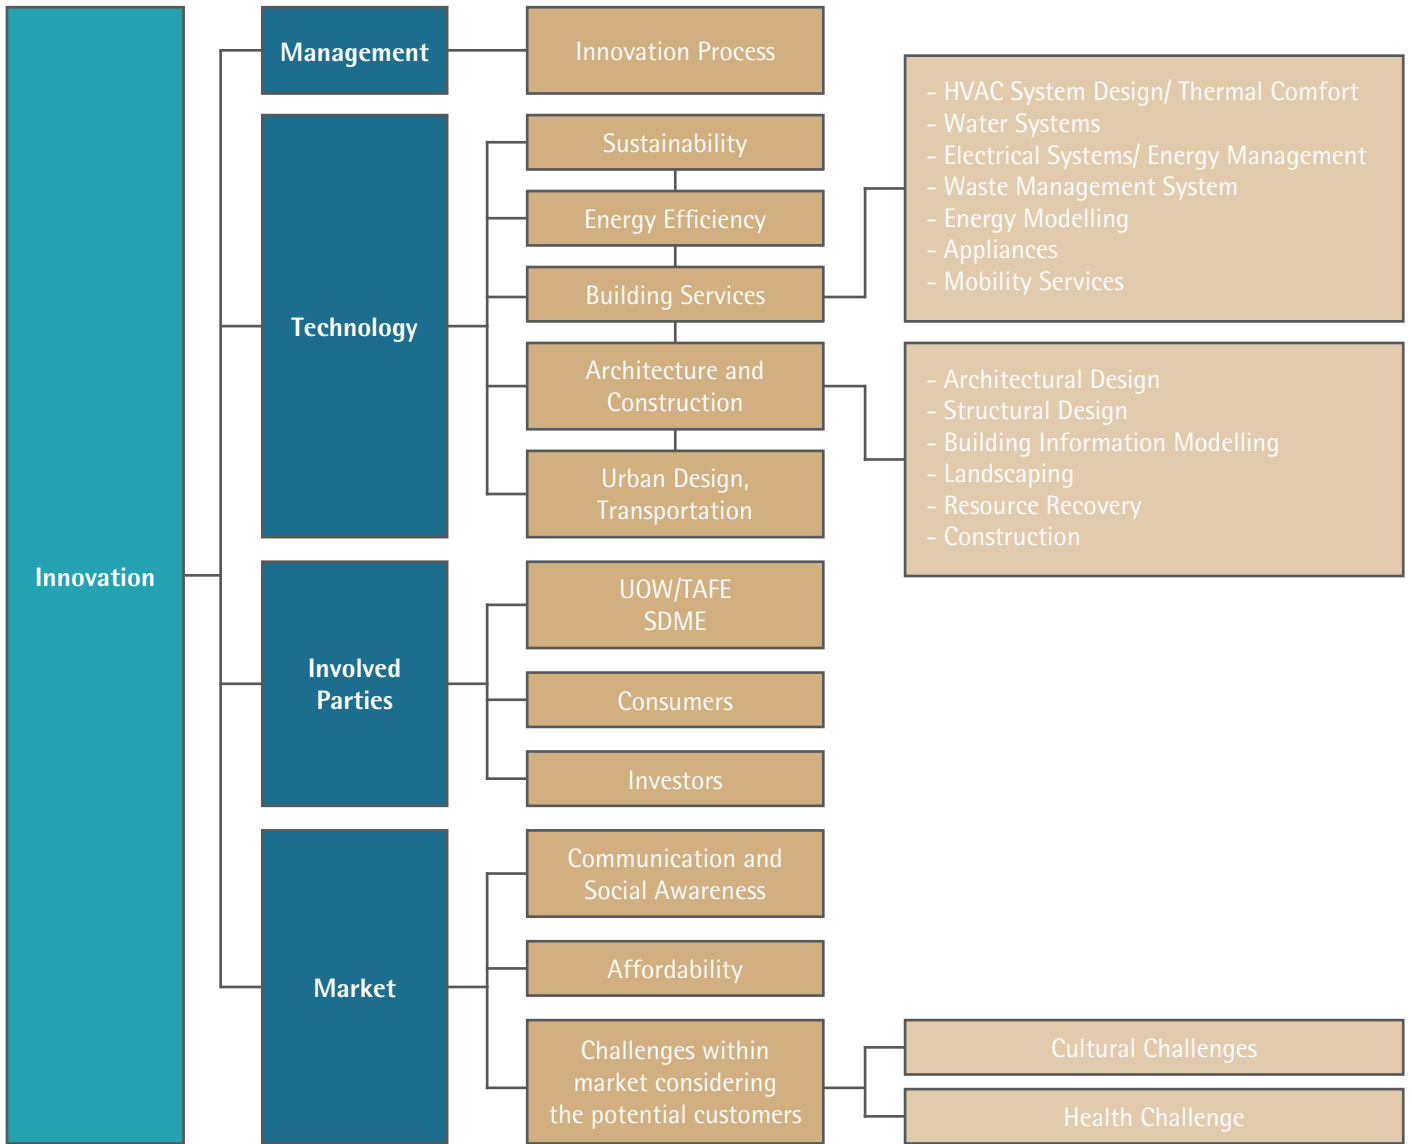 Innovation
Management
Innovation Process
Technology
Sustainability
Energy Efficiency
Building Services
- HVAC System Design/ Thermal Comfort
- Water Systems
- Electrical Systems/ Energy Management
- Waste Management System
- Energy Modelling
- Appliances
- Mobility Services
Architecture and
Construction
- Architectural Design
- Structural Design
- Building Information Modelling
- Landscaping
- Resource Recovery
- Construction
Urban Design,
Transportation
Involved
Parties
UOW/TAFE
SDME
Consumers
Investors
Market
Communication and
Social Awareness
Affordability
Challenges within
market considering
the potential customers
Cultural Challenges
Health Challenge